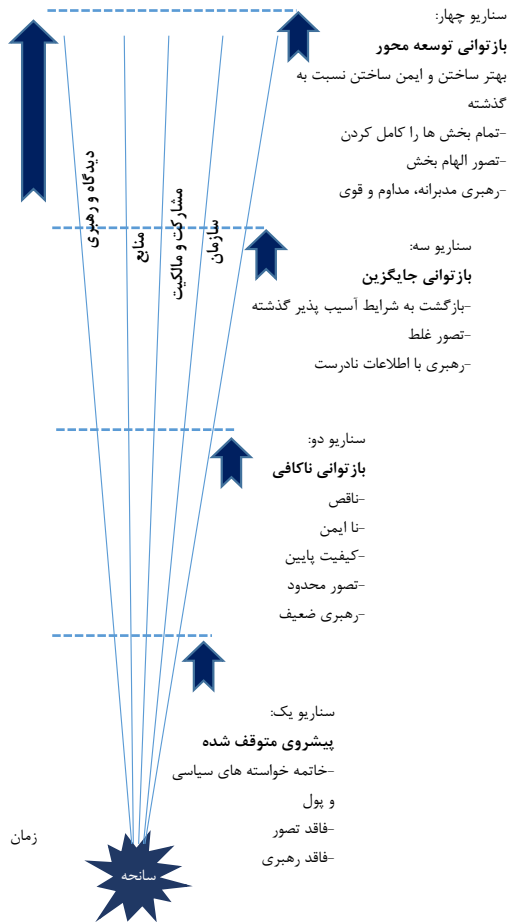 سناریو چهار:
بازتوانی توسعه محور
بهتر ساختن و ایمن ساختن نسبت به
گذشته
-تمام بخش ها را کامل کردن
-تصور الهام بخش
-رهبری مدبرانه، مداوم و قوی
دیدگاه و رهبری
منابع
مشارکت و مالکیت
سازمان
سناریو سه:
بازتوانی جایگزین
-بازگشت به شرایط آسیب پذیر گذشته
-تصور غلط
-رهبری با اطلاعات نادرست
سناریو دو:
بازتوانی ناکافی
-ناقص
-نا ایمن
-کیفیت پایین
-تصور محدود
-رهبری ضعیف
سناریو یک:
پیشروی متوقف شده
-خاتمه خواسته های سیاسی
و پول
-فاقد تصور
-فاقد رهبری
زمان
سانحه